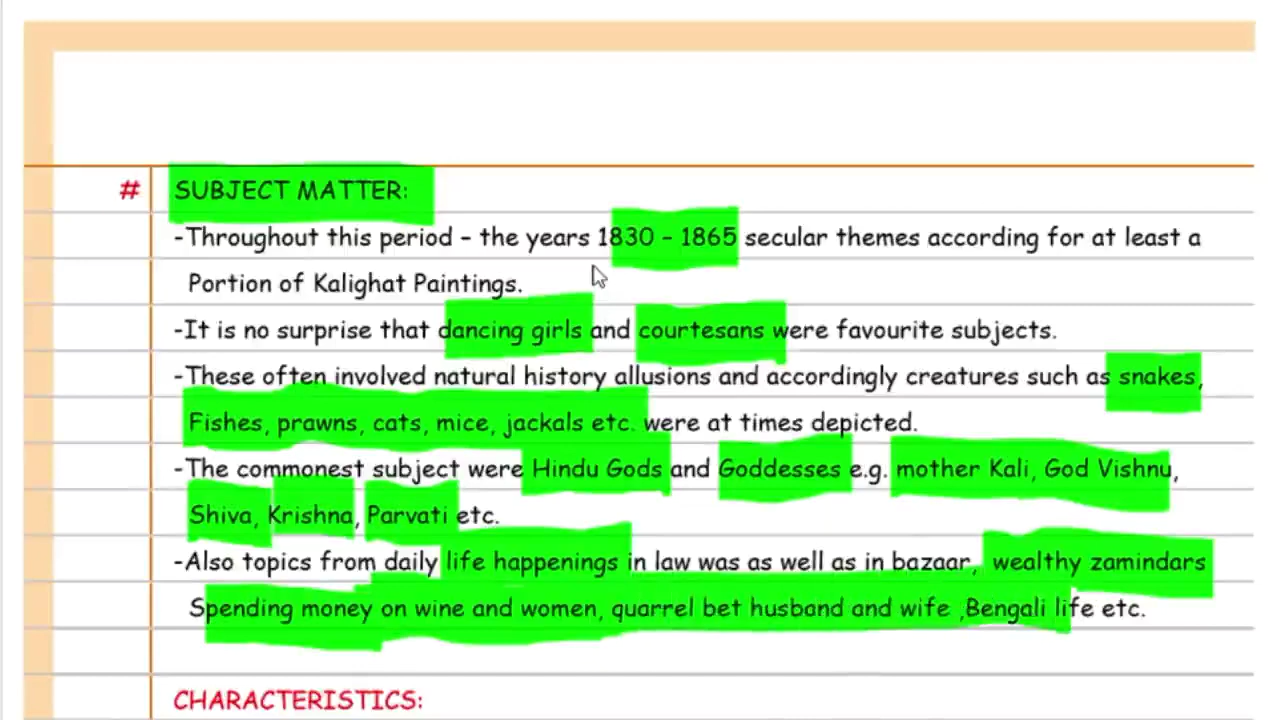 # SUBJECT MATTER:
-Throughout this period – the years 1830 – 1865 secular themes according for at least a
Portion of Kalighat Paintings.
-It is no surprise that dancing girls and courtesans were favourite subjects.
-These often involved natural history allusions and accordingly creatures such as snakes,
Fishes, prawns, cats, mice, jackals etc. were at times depicted.
-The commonest subject were Hindu Gods and Goddesses e.g. mother Kali, God Vishnu,
Shiva, Krishna, Parvati etc.
-Also topics from daily life happenings in law was as well as in bazaar, wealthy zamindars
Spending money on wine and women, quarrel bet husband and wife ,Bengali life etc.
CHARACTERISTICS: